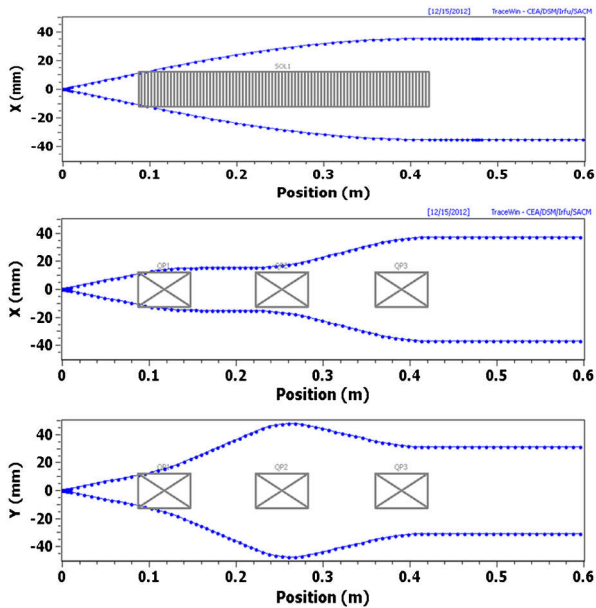 [12/15/2012] TraceWin - CEA/DSM/Irfu/SACM
40
20
0
-20
-40
X (mm)
SOL1
0 0.1 0.2 0.3 0.4 0.5 0.6
Position (m)
[12/15/2012] TraceWin - CEA/DSM/Irfu/SACM
40
20
0
-20
-40
X (mm)
QP1 QP2 QP3
0 0.1 0.2 0.3 0.4 0.5 0.6
Position (m)
40
20
0
-20
-40
Y (mm)
QP1 QP2 QP3
0 0.1 0.2 0.3 0.4 0.5 0.6
Position (m)